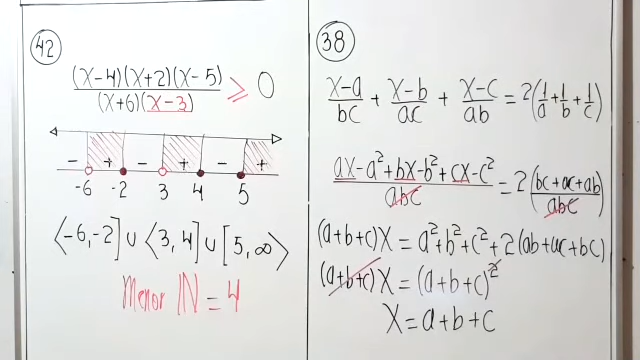 42
(x-4)(x+2)(x-5) / (x+6)(x-3) ≥ 0
- + - + - +
-6 -2 3 4 5
⟨-6,-2] ∪ ⟨3,4] ∪ [5,∞⟩
Menor ℕ = 4
38
x-a/bc + x-b/ac + x-c/ab = 2(1/a + 1/b + 1/c)
ax-a²+bx-b²+cx-c² / abc = 2(bc+ac+ab / abc)
(a+b+c)x = a²+b²+c²+2(ab+ac+bc)
(a+b+c)x = (a+b+c)²
x = a+b+c